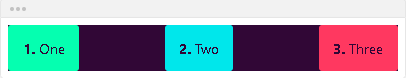 1. One 2. Two 3. Three